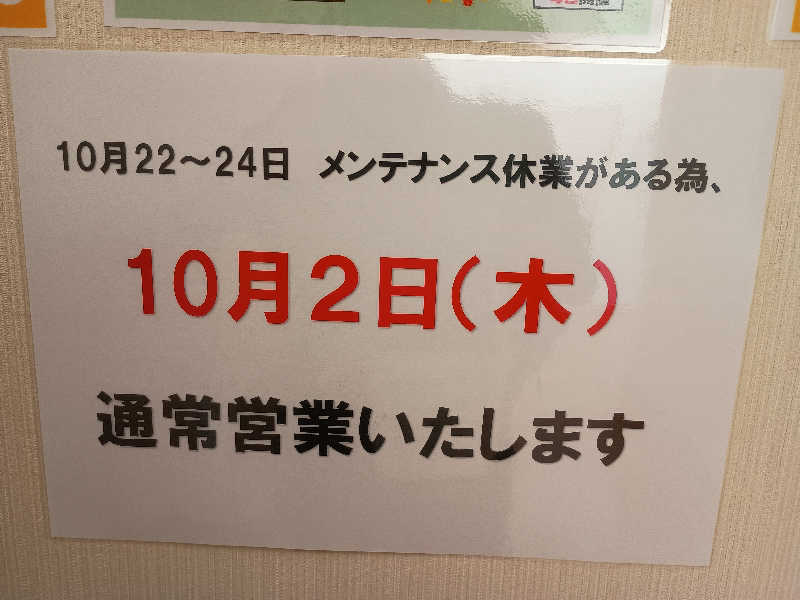 10月22～24日　メンテナンス休業がある為、
10月2日(木)
通常営業いたします